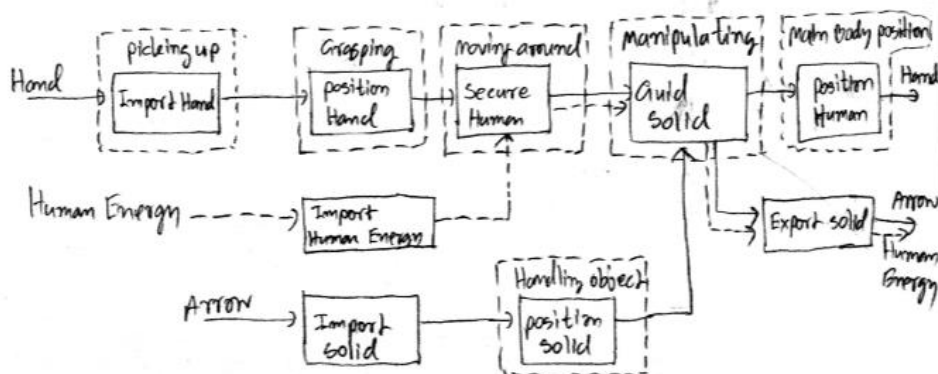 picking up
Grasping
moving around
Manipulating
Main body position
Hand
Import Hand
position
Hand
Secure
Human
Guid
Solid
position
Human
Hand
Human Energy
Import
Human Energy
Export solid
Arrow
Human
Energy
Handling object
Arrow
Import
solid
position
solid